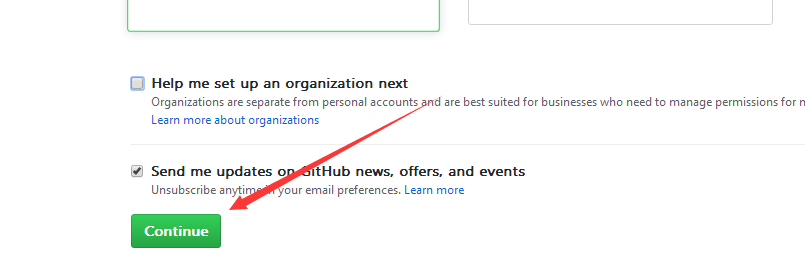 Help me set up an organization next
Organizations are separate from personal accounts and are best suited for businesses who need to manage permissions for
Learn more about organizations
Send me updates on GitHub news, offers, and events
Unsubscribe anytime in your email preferences. Learn more
Continue